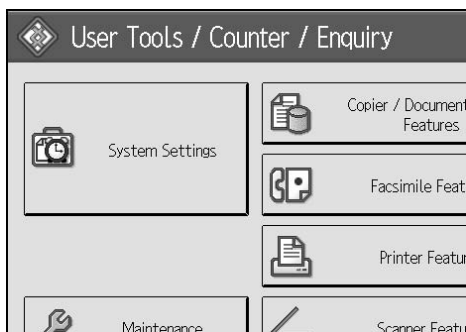 User Tools / Counter / Enquiry
System Settings
Copier / Document
Features
Facsimile Feat
Printer Featur
Maintenance
Scanner Featu